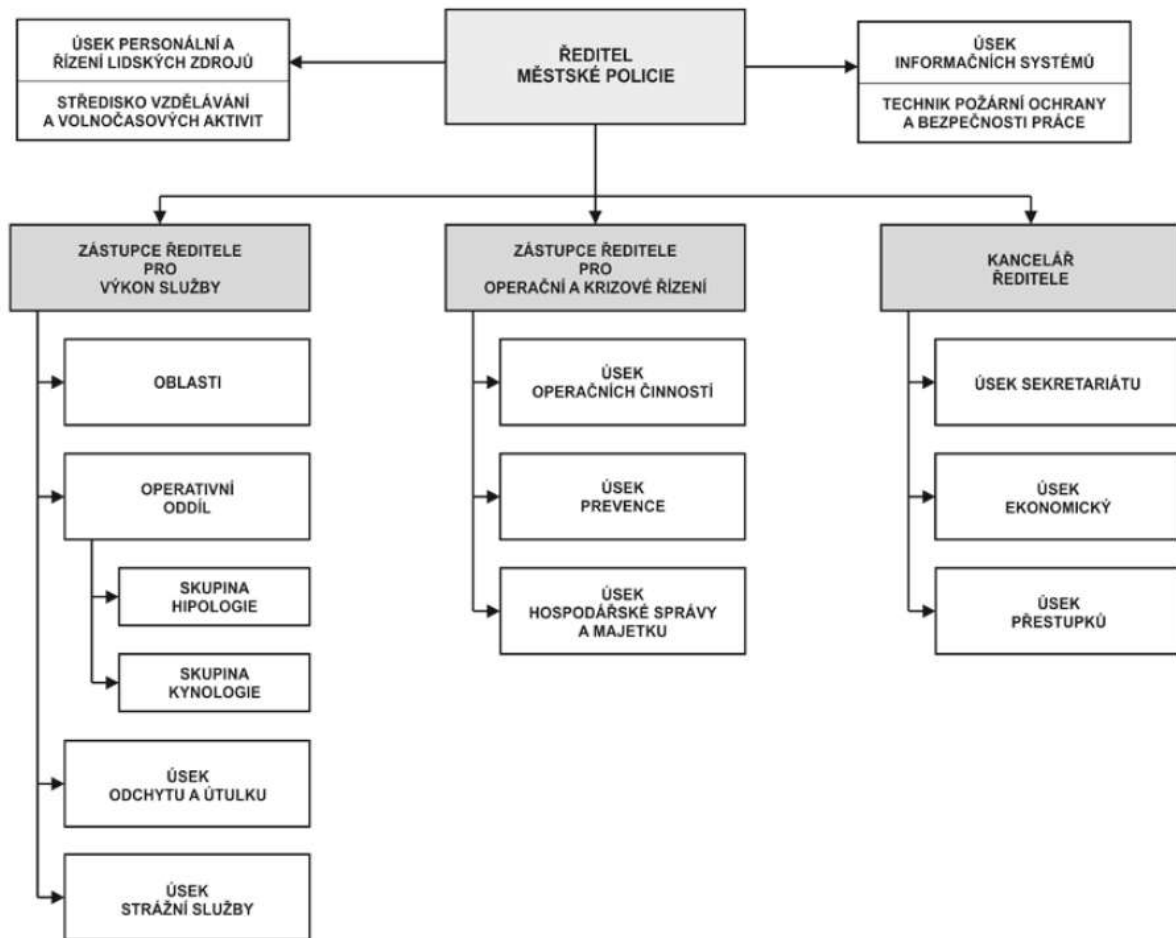 ÚSEK PERSONÁLNÍ A
ŘÍZENÍ LIDSKÝCH ZDROJŮ
STŘEDISKO VZDĚLÁVÁNÍ
A VOLNOČASOVÝCH AKTIVIT
ŘEDITEL
MĚSTSKÉ POLICIE
ÚSEK
INFORMAČNÍCH SYSTÉMŮ
TECHNIK POŽÁRNÍ OCHRANY
A BEZPEČNOSTI PRÁCE
ZÁSTUPCE ŘEDITELE
PRO
VÝKON SLUŽBY
OBLASTI
OPERATIVNÍ
ODDÍL
SKUPINA
HIPOLOGIE
SKUPINA
KYNOLOGIE
ÚSEK
ODCHYTU A ÚTULKU
ÚSEK
STRÁŽNÍ SLUŽBY
ZÁSTUPCE ŘEDITELE
PRO
OPERAČNÍ A KRIZOVÉ ŘÍZENÍ
ÚSEK
OPERAČNÍCH ČINNOSTÍ
ÚSEK
PREVENCE
ÚSEK
HOSPODÁŘSKÉ SPRÁVY
A MAJETKU
KANCELÁŘ
ŘEDITELE
ÚSEK SEKRETARIÁTU
ÚSEK
EKONOMICKÝ
ÚSEK
PŘESTUPKŮ